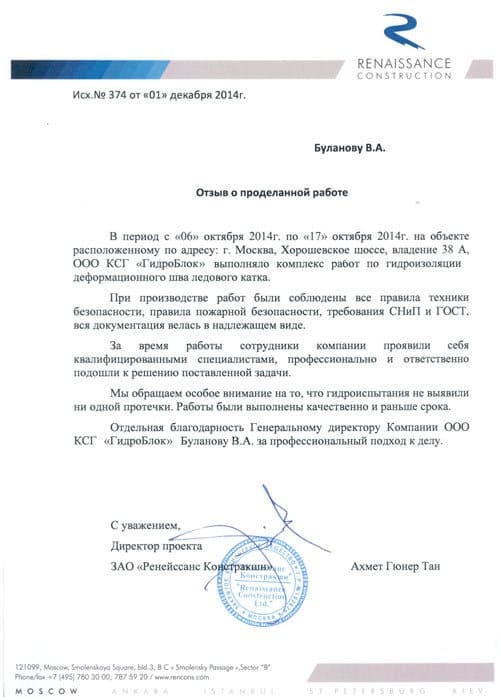 RENAISSANCE
CONSTRUCTION
Исх.№ 374 от «01» декабря 2014г.
Буланову В.А.
Отзыв о проделанной работе
В период с «06» октября 2014г. по «17» октября 2014г. на объекте
расположенному по адресу: г. Москва, Хорошевское шоссе, владение 38 А,
ООО КСГ «ГидроБлок» выполняло комплекс работ по гидроизоляции
деформационного шва ледового катка.
При производстве работ были соблюдены все правила техники
безопасности, правила пожарной безопасности, требования СНиП и ГОСТ,
вся документация велась в надлежащем виде.
За время работы сотрудники компании проявили себя
квалифицированными специалистами, профессионально и ответственно
подошли к решению поставленной задачи.
Мы обращаем особое внимание на то, что гидроиспытания не выявили
ни одной протечки. Работы были выполнены качественно и раньше срока.
Отдельная благодарность Генеральному директору Компании ООО
КСГ «ГидроБлок» Буланову В.А. за профессиональный подход к делу.
С уважением,
Директор проекта
ЗАО «Ренейссанс Констракшн» Ахмет Гюнер Тан
Констракшн"
"Renaissance
Construction
Ltd."
МОСКВА
121099, Moscow, Smolenskaya Square, bld.3, B C « Smolensky Passage »,Sector "B"
Phone/fax +7 (495) 780 30 00, 787 59 20 / www.rencons.com
MOSCOW ANKARA ISTANBUL ST. PETERSBURG KIEV